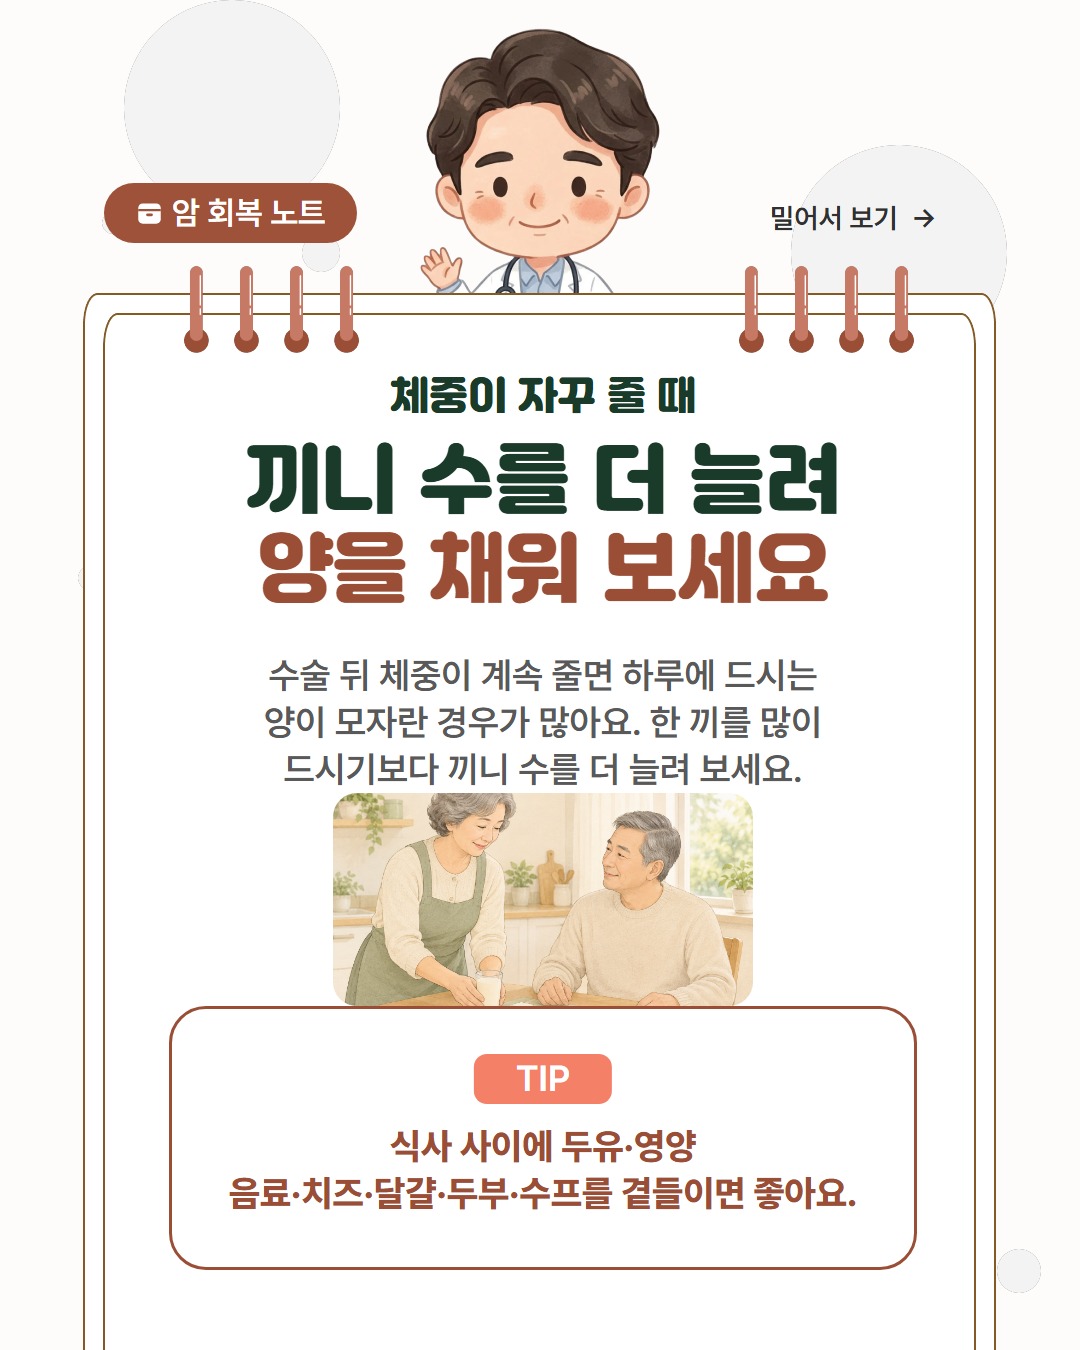 암 회복 노트
밀어서 보기 →
체중이 자꾸 줄 때
끼니 수를 더 늘려
양을 채워 보세요
수술 뒤 체중이 계속 줄면 하루에 드시는
양이 모자란 경우가 많아요. 한 끼를 많이
드시기보다 끼니 수를 더 늘려 보세요.
TIP
식사 사이에 두유·영양
음료·치즈·달걀·두부·수프를 곁들이면 좋아요.